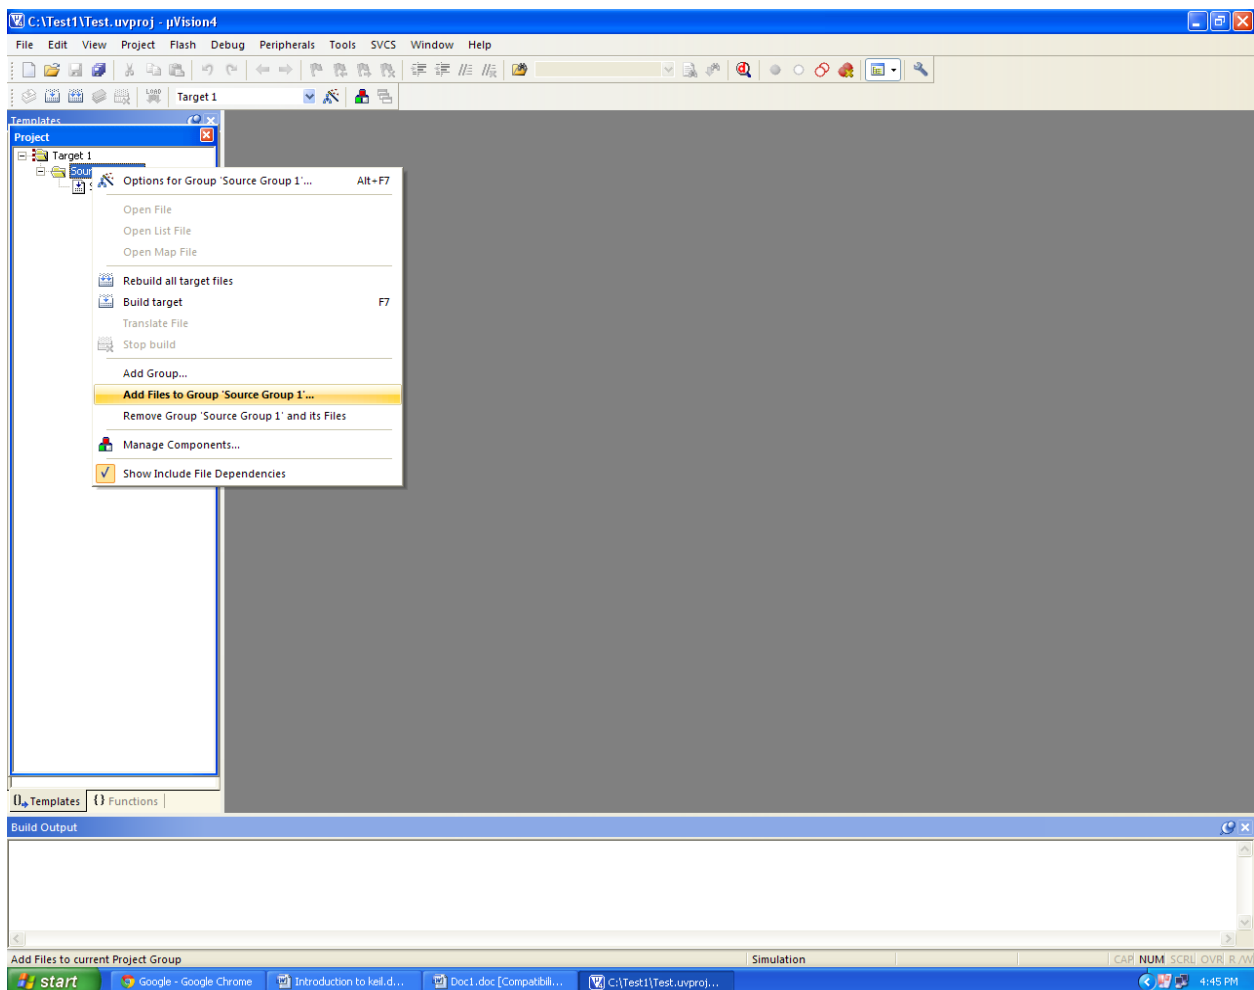 C:\Test1\Test.uvproj - µVision4
File Edit View Project Flash Debug Peripherals Tools SVCS Window Help
LOAD Target 1
Templates
Project
Target 1
Options for Group 'Source Group 1'... Alt+F7
Open File
Open List File
Open Map File
Rebuild all target files
Build target F7
Translate File
Stop build
Add Group...
Add Files to Group 'Source Group 1'...
Remove Group 'Source Group 1' and its Files
Manage Components...
Show Include File Dependencies
Templates {} Functions
Build Output
Add Files to current Project Group Simulation CAP NUM SCRL OVR R/W
start Google - Google Chrome Introduction to keil.d... Doc1.doc [Compatibili... C:\Test1\Test.uvproj... 4:45 PM